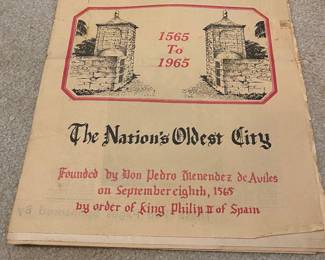 1565
To
1965
The Nation's Oldest City
Founded by Don Pedro Menendez de Aviles
on September eighth, 1565
by order of King Philip II of Spain